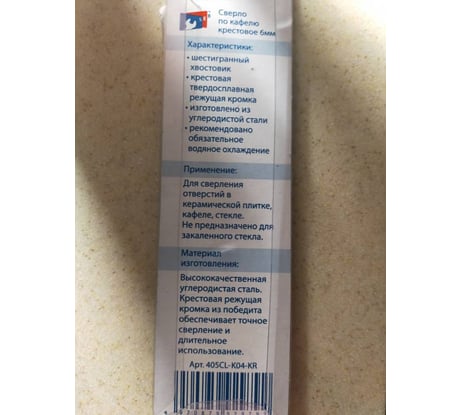 Сверло
по кафелю
крестовое 6мм
Характеристики:
• шестигранный
хвостовик
• крестовая
твердосплавная
режущая кромка
• изготовлено из
углеродистой стали
• рекомендовано
обязательное
водяное охлаждение
Применение:
Для сверления
отверстий в
керамической плитке,
кафеле, стекле.
Не предназначено для
закаленного стекла.
Материал
изготовления:
Высококачественная
углеродистая сталь.
Крестовая режущая
кромка из победита
обеспечивает точное
сверление и
длительное
использование.
Арт. 405CL-K04-KR